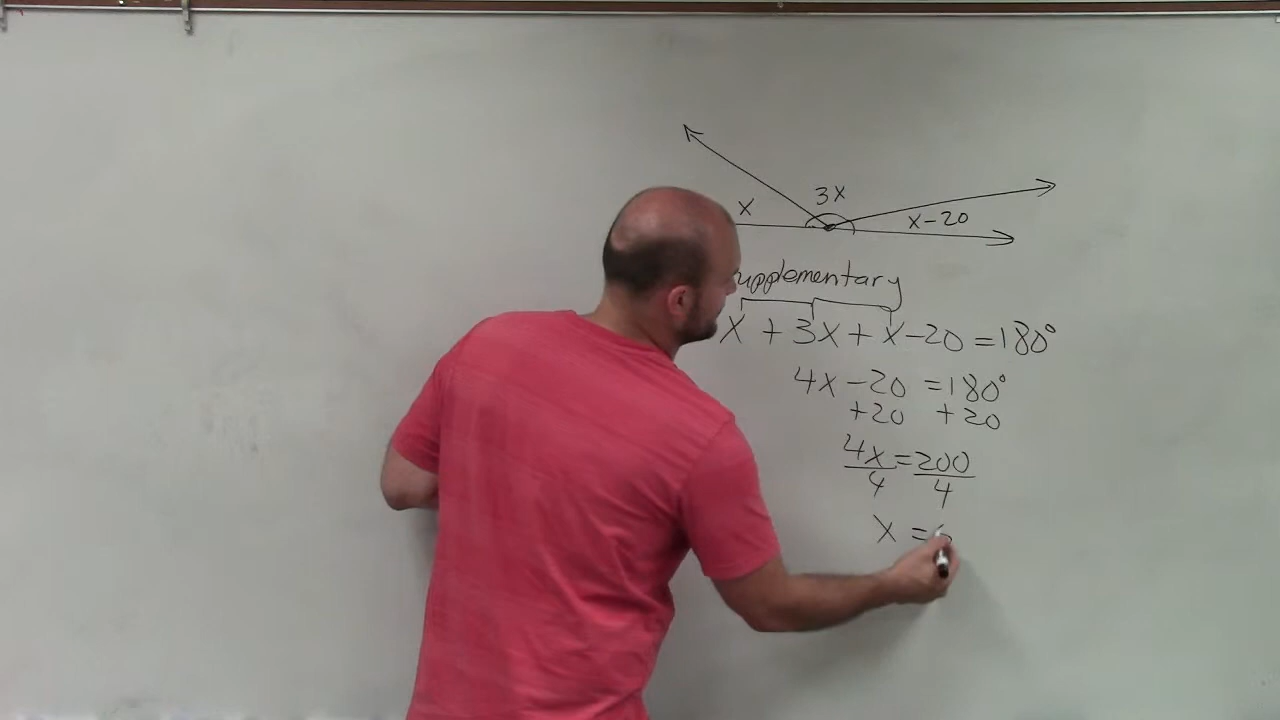 3x
x
x-20
upplementary
x + 3x + x - 20 = 180°
4x - 20 = 180°
+20 +20
4x = 200
4 4
x =